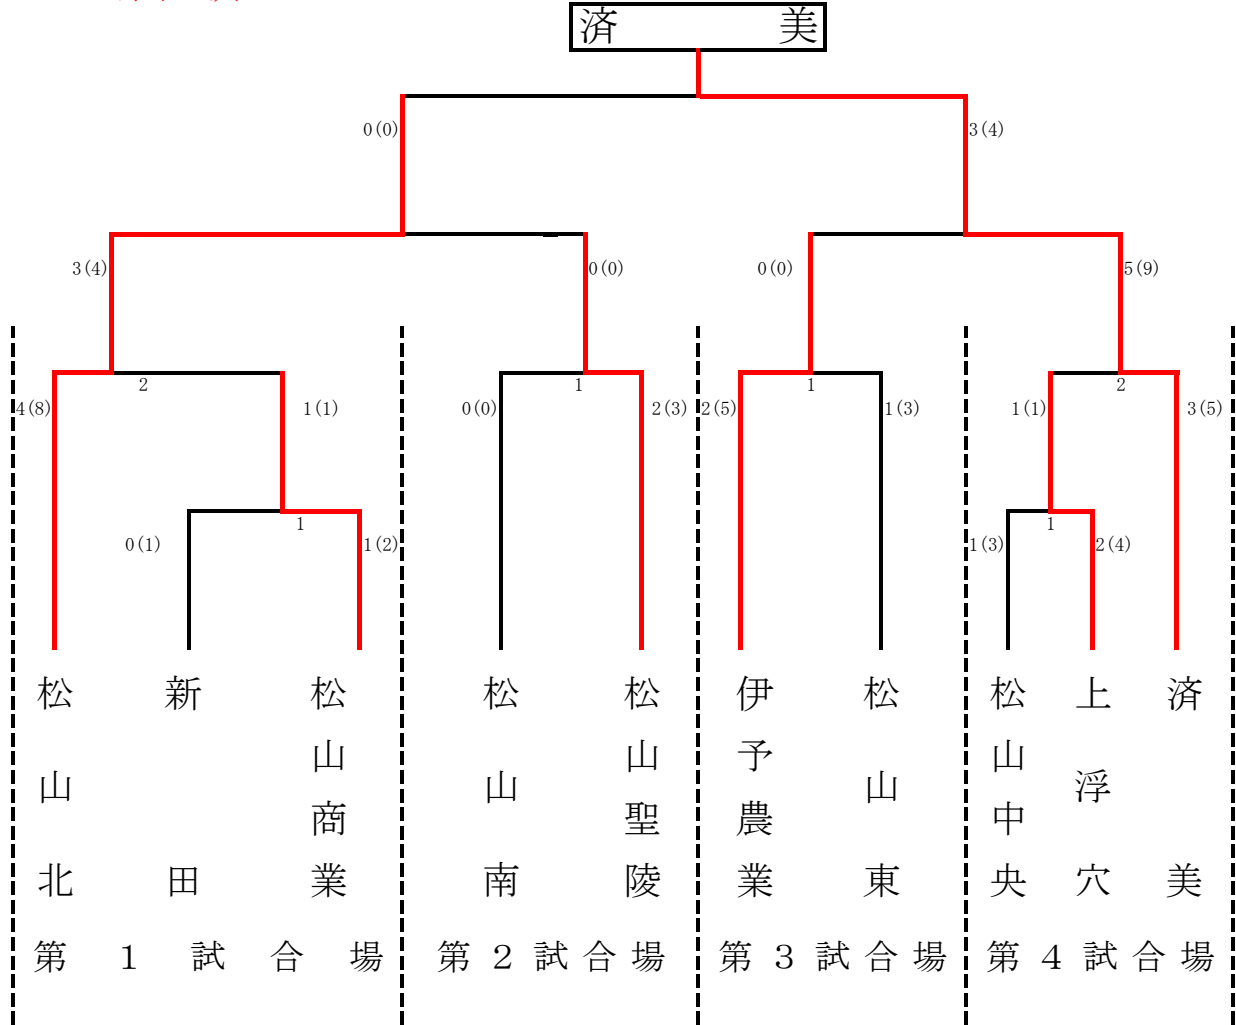 済美
0(0) 3(4)
3(4) 0(0) 0(0) 5(9)
2 1 1 2
4(8) 1(1) 0(0) 2(3) 2(5) 1(3) 1(1) 3(5)
1 1
0(1) 1(2) 1(3) 2(4)
松山北
新田
松山商業
松山南
松山聖陵
伊予農業
松山東
松山中央
上浮穴
済美
第1試合場
第2試合場
第3試合場
第4試合場